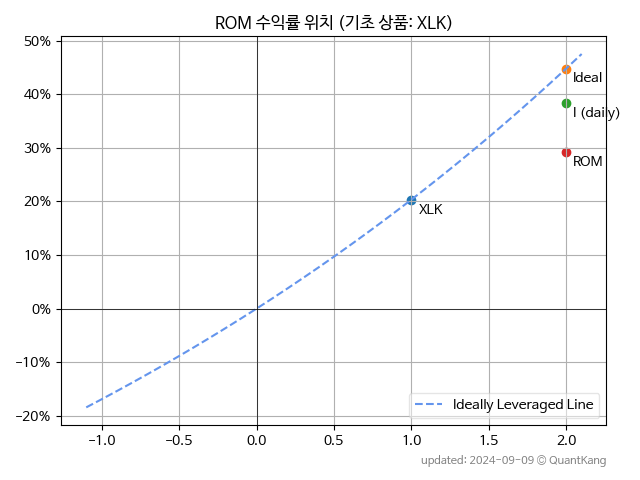 ROM 수익률 위치 (기초 상품: XLK)
50%
40%
30%
20%
10%
0%
−10%
−20%
Ideal
I (daily)
ROM
XLK
Ideally Leveraged Line
−1.0 −0.5 0.0 0.5 1.0 1.5 2.0
updated: 2024-09-09 © QuantKang